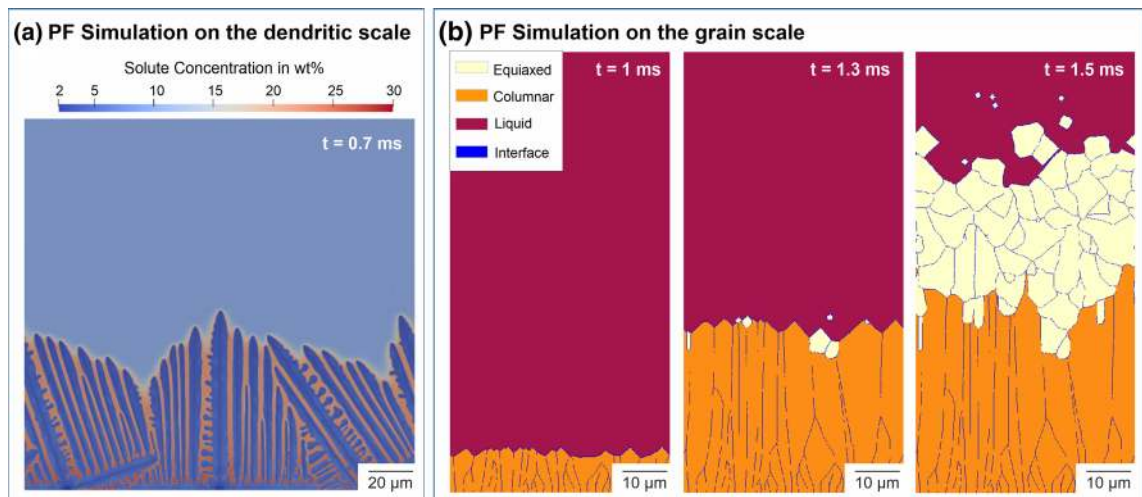 (a) PF Simulation on the dendritic scale
Solute Concentration in wt%
2 5 10 15 20 25 30
t = 0.7 ms
20 µm
(b) PF Simulation on the grain scale
Equiaxed
Columnar
Liquid
Interface
t = 1 ms
10 µm
t = 1.3 ms
10 µm
t = 1.5 ms
10 µm